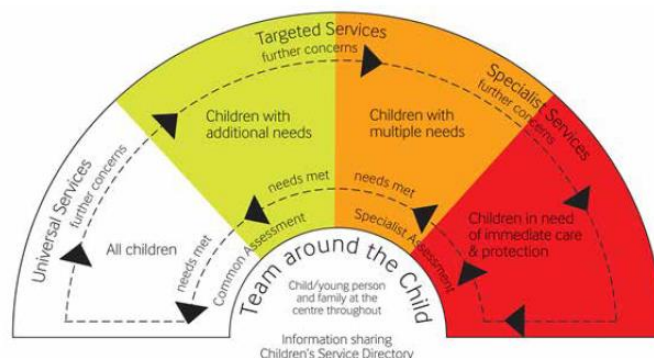 Universal Services
further concerns
All children
needs met
Common Assessment
Targeted Services
further concerns
Children with
additional needs
needs met
Children with
multiple needs
needs met
Specialist Assessment
Specialist Services
further concerns
Children in need
of immediate care
& protection
Team around the Child
Child/young person
and family at the
centre throughout
Information sharing
Children's Service Directory